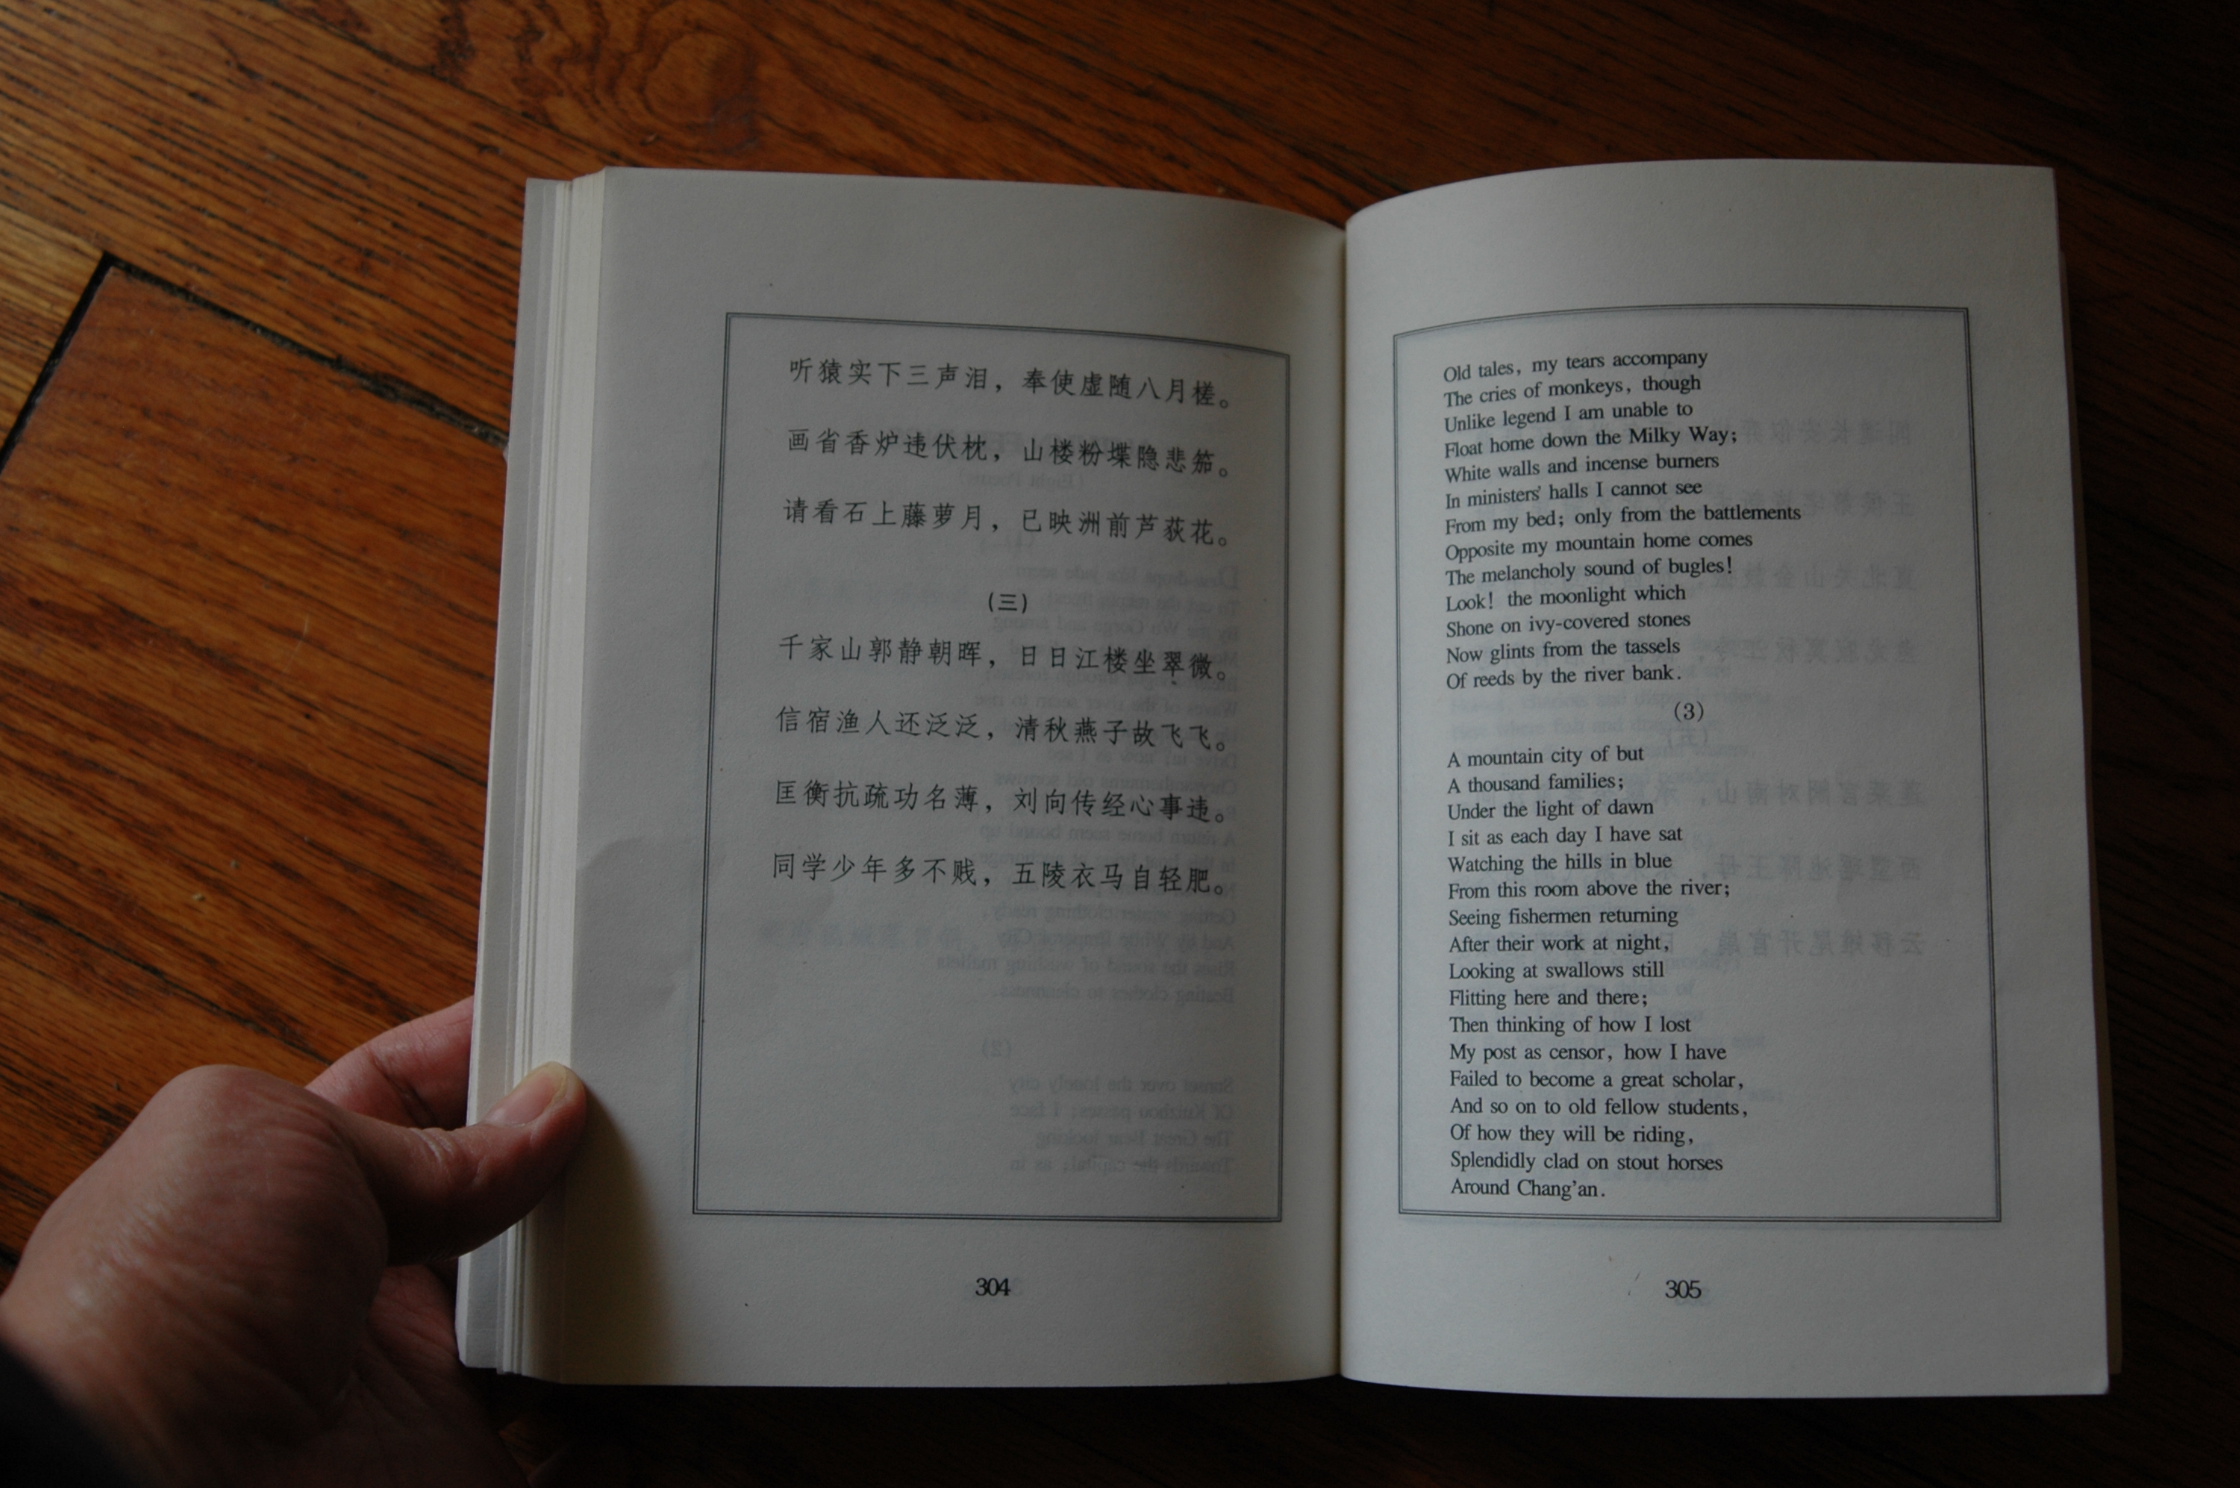 听猿实下三声泪，奉使虚随八月槎。
画省香炉违伏枕，山楼粉堞隐悲笳。
请看石上藤萝月，已映洲前芦荻花。
(三)
千家山郭静朝晖，日日江楼坐翠微。
信宿渔人还泛泛，清秋燕子故飞飞。
匡衡抗疏功名薄，刘向传经心事违。
同学少年多不贱，五陵衣马自轻肥。
304
Old tales, my tears accompany
The cries of monkeys, though
Unlike legend I am unable to
Float home down the Milky Way;
White walls and incense burners
In ministers' halls I cannot see
From my bed; only from the battlements
Opposite my mountain home comes
The melancholy sound of bugles!
Look! the moonlight which
Shone on ivy-covered stones
Now glints from the tassels
Of reeds by the river bank.
(3)
A mountain city of but
A thousand families;
Under the light of dawn
I sit as each day I have sat
Watching the hills in blue
From this room above the river;
Seeing fishermen returning
After their work at night,
Looking at swallows still
Flitting here and there;
Then thinking of how I lost
My post as censor, how I have
Failed to become a great scholar,
And so on to old fellow students,
Of how they will be riding,
Splendidly clad on stout horses
Around Chang'an.
305